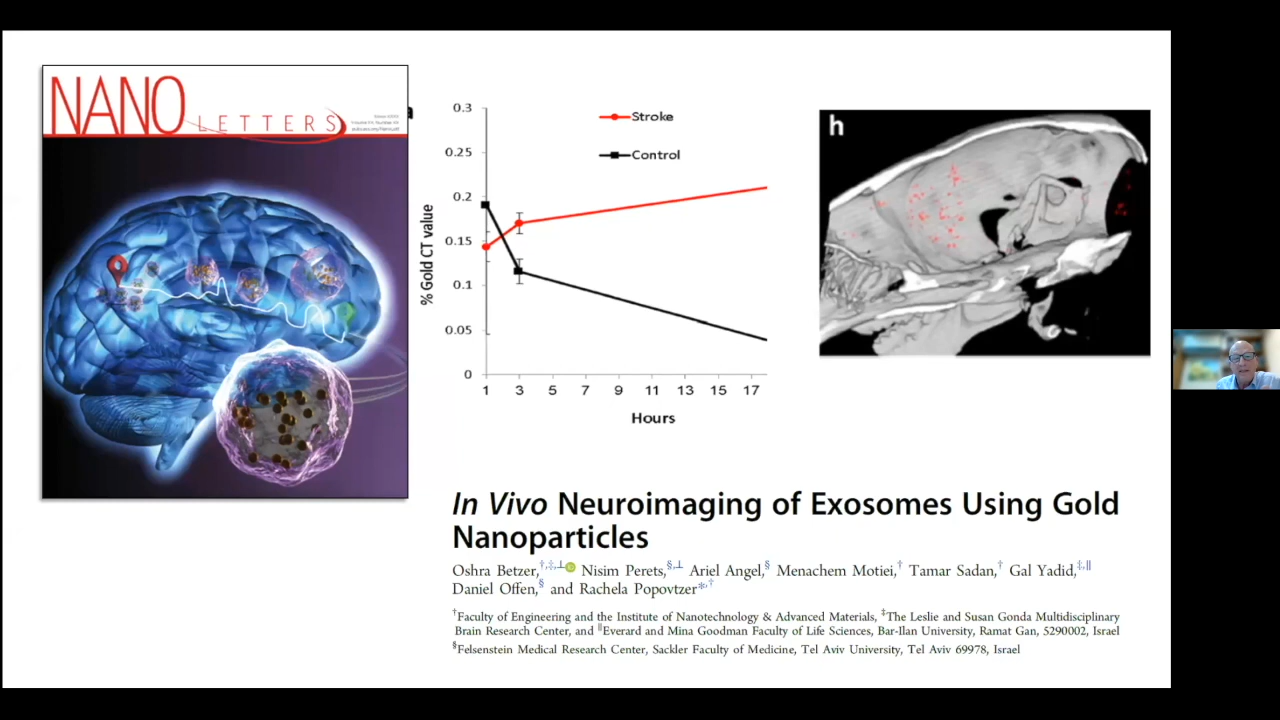 NANO
LETTERS
a
0.3
0.25
0.2
0.15
0.1
0.05
0
% Gold CT value
Stroke
Control
1 3 5 7 9 11 13 15 17
Hours
h
In Vivo Neuroimaging of Exosomes Using Gold
Nanoparticles
Oshra Betzer,†,‡,⊥ iD Nisim Perets,§,⊥ Ariel Angel,§ Menachem Motiei,† Tamar Sadan,† Gal Yadid,‡,∥
Daniel Offen,§ and Rachela Popovtzer*,†
†Faculty of Engineering and the Institute of Nanotechnology & Advanced Materials, ‡The Leslie and Susan Gonda Multidisciplinary
Brain Research Center, and ∥Everard and Mina Goodman Faculty of Life Sciences, Bar-Ilan University, Ramat Gan, 5290002, Israel
§Felsenstein Medical Research Center, Sackler Faculty of Medicine, Tel Aviv University, Tel Aviv 69978, Israel